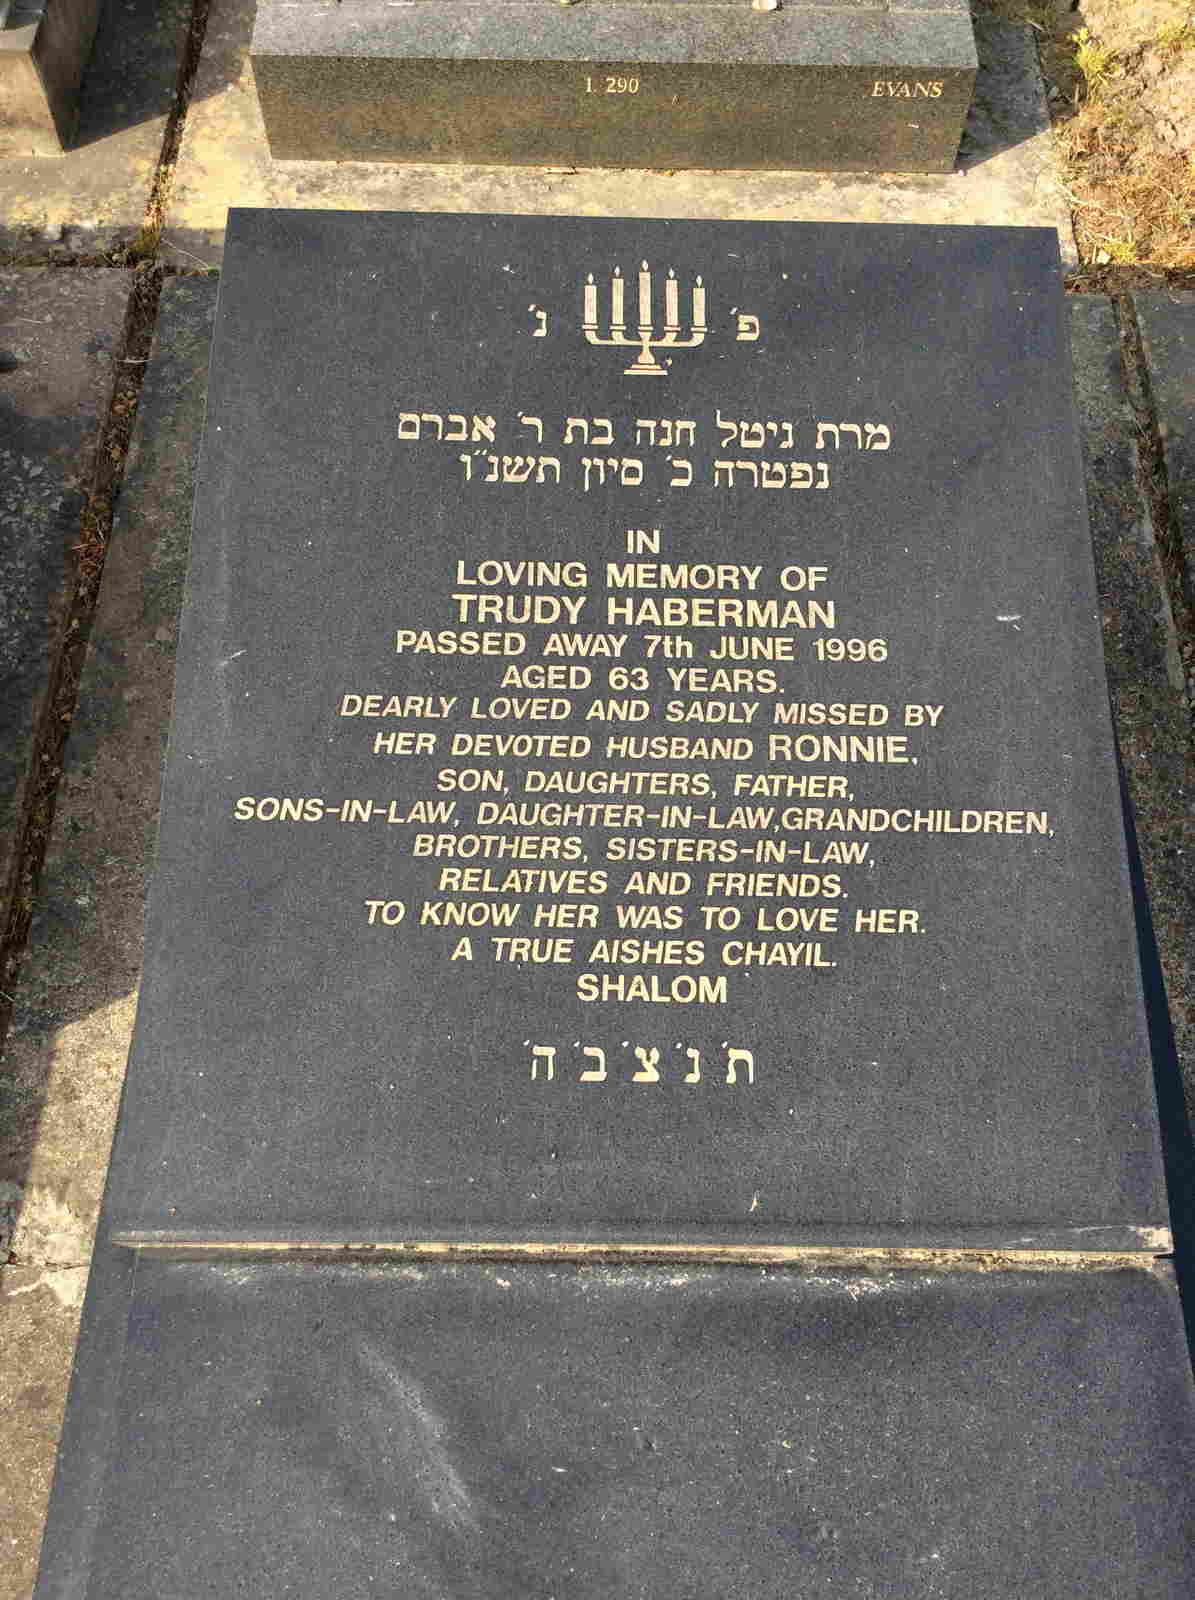 I. 290 EVANS
פ׳ נ׳
מרת גיטל חנה בת ר׳ אברם
נפטרה כ׳ סיון תשנ״ו
IN
LOVING MEMORY OF
TRUDY HABERMAN
PASSED AWAY 7th JUNE 1996
AGED 63 YEARS.
DEARLY LOVED AND SADLY MISSED BY
HER DEVOTED HUSBAND RONNIE,
SON, DAUGHTERS, FATHER,
SONS-IN-LAW, DAUGHTER-IN-LAW,GRANDCHILDREN,
BROTHERS, SISTERS-IN-LAW,
RELATIVES AND FRIENDS.
TO KNOW HER WAS TO LOVE HER.
A TRUE AISHES CHAYIL.
SHALOM
ת׳ נ׳ צ׳ ב׳ ה׳